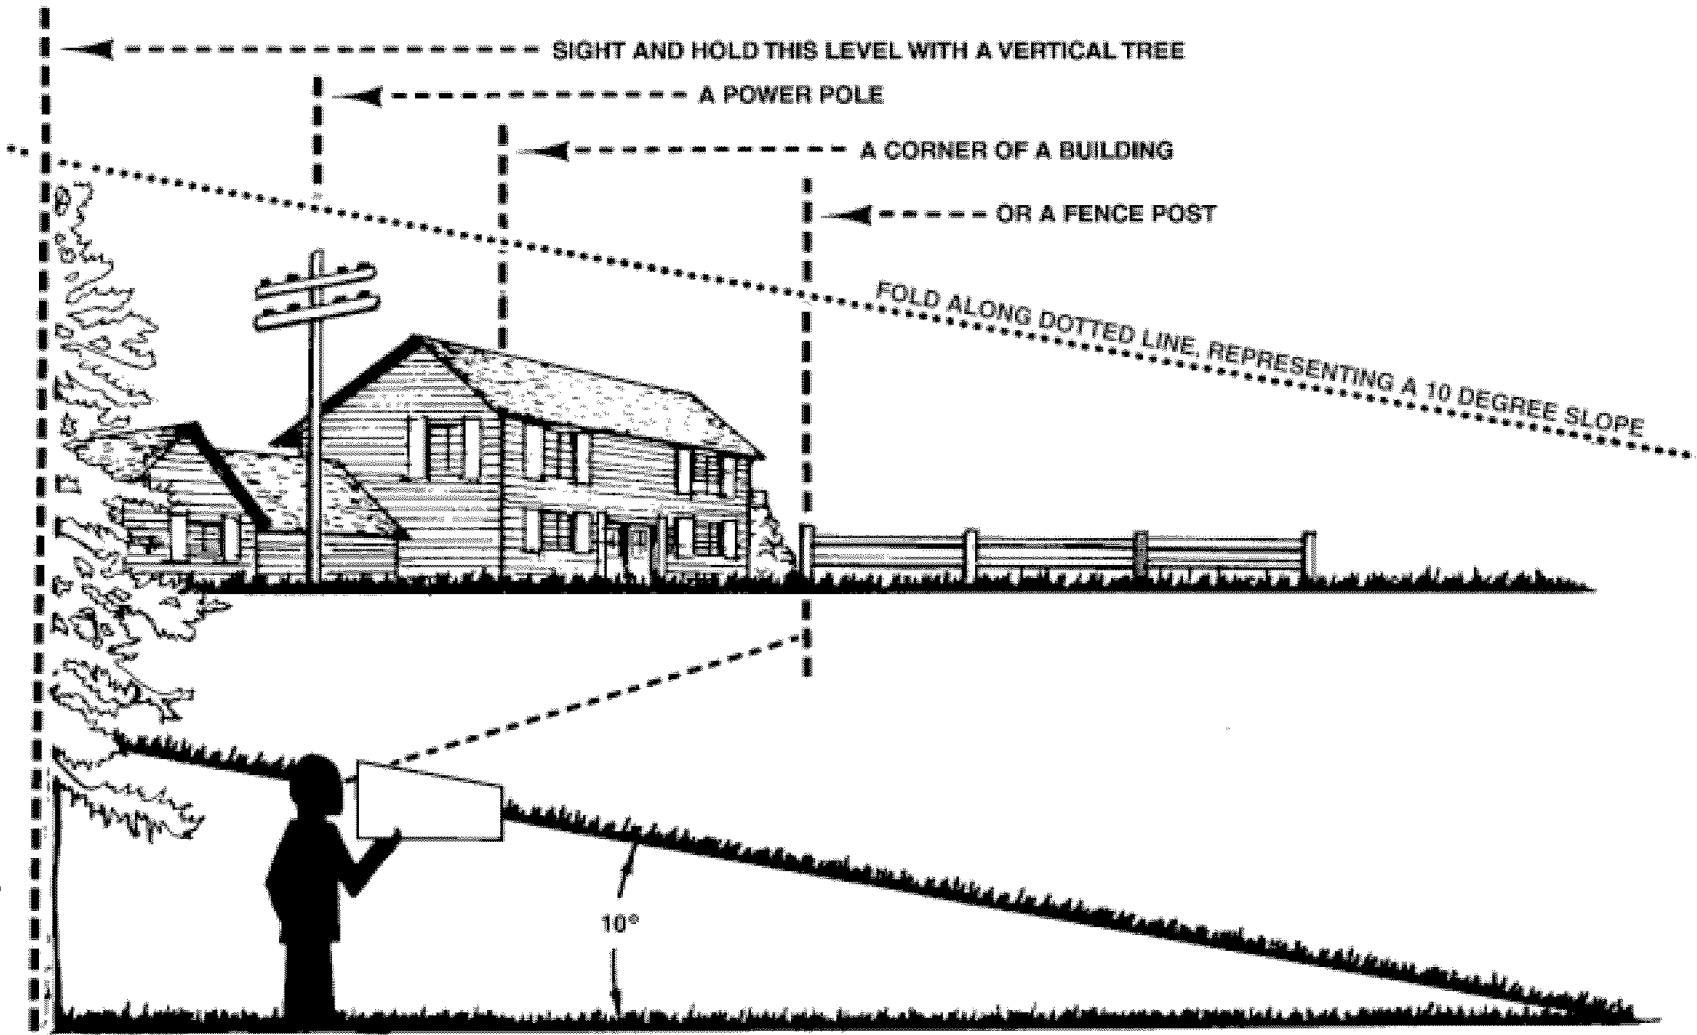 SIGHT AND HOLD THIS LEVEL WITH A VERTICAL TREE
A POWER POLE
A CORNER OF A BUILDING
OR A FENCE POST
FOLD ALONG DOTTED LINE, REPRESENTING A 10 DEGREE SLOPE
10°